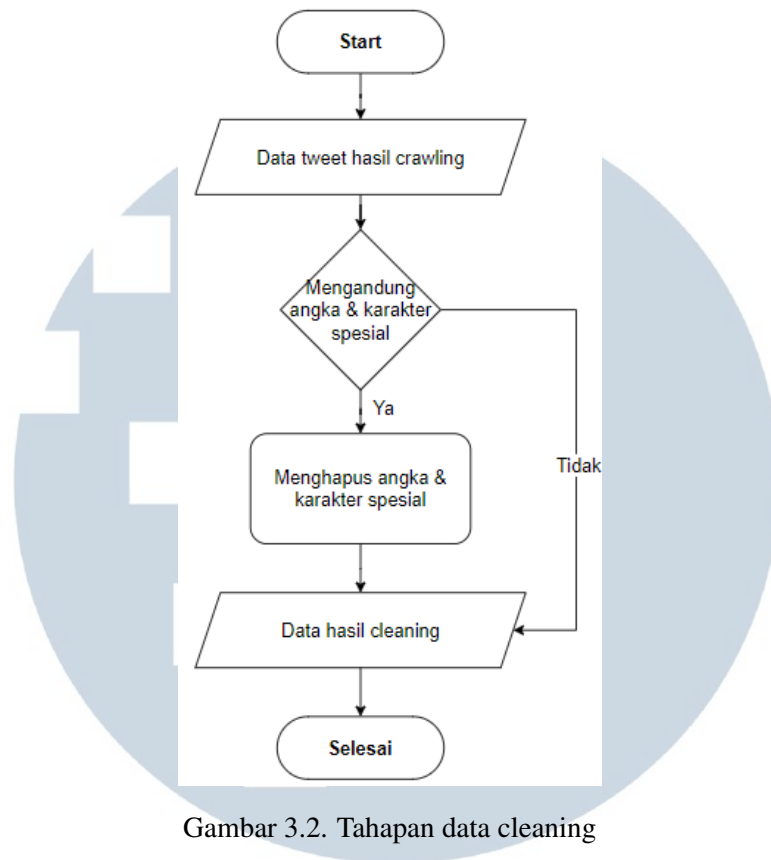 Start
Data tweet hasil crawling
Mengandung
angka & karakter
spesial
Ya
Menghapus angka &
karakter spesial
Tidak
Data hasil cleaning
Selesai
Gambar 3.2. Tahapan data cleaning